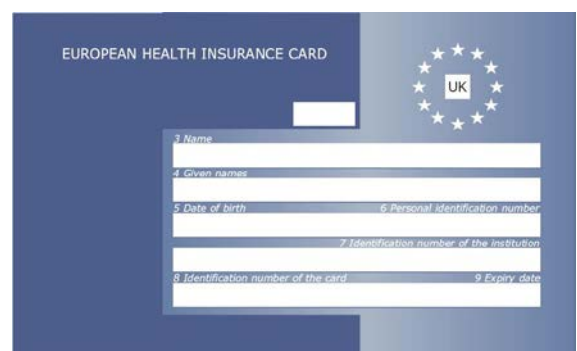 EUROPEAN HEALTH INSURANCE CARD
UK
3 Name
4 Given names
5 Date of birth 6 Personal identification number
7 Identification number of the institution
8 Identification number of the card 9 Expiry date